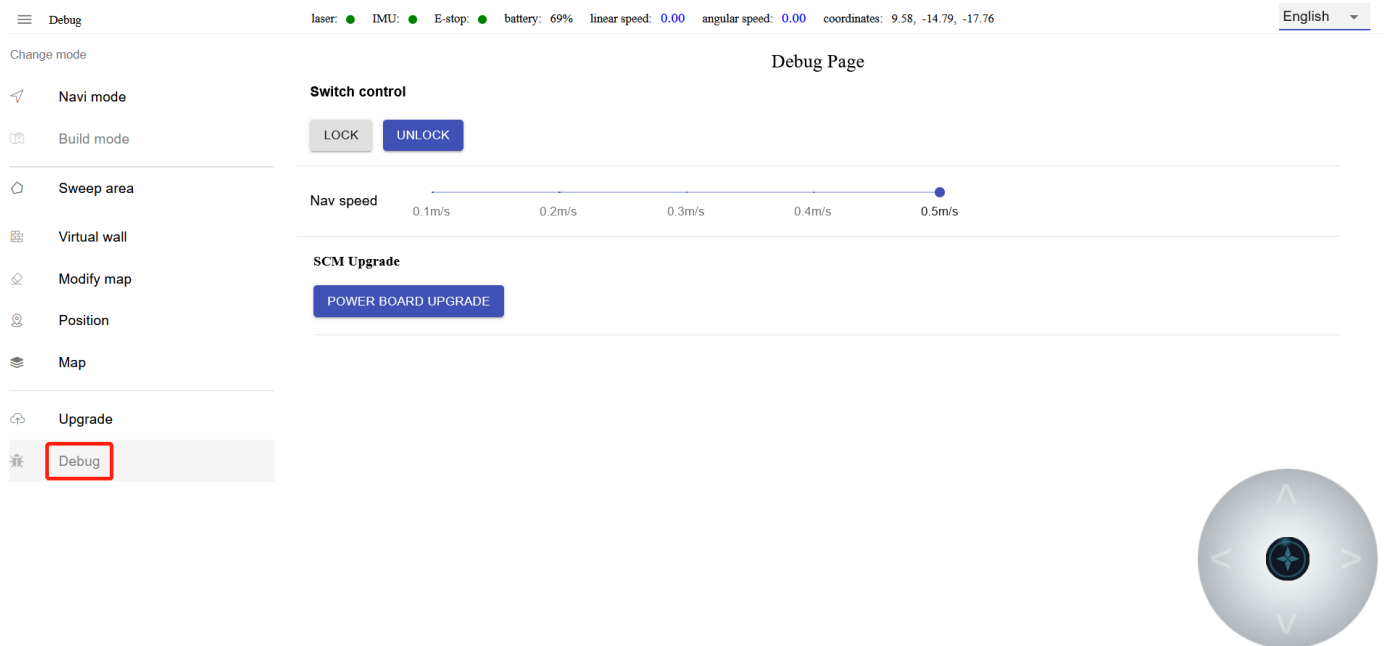 Debug laser: IMU: E-stop: battery: 69% linear speed: 0.00 angular speed: 0.00 coordinates: 9.58, -14.79, -17.76 English
Change mode
Navi mode
Build mode
Sweep area
Virtual wall
Modify map
Position
Map
Upgrade
Debug
Debug Page
Switch control
LOCK UNLOCK
Nav speed
0.1m/s 0.2m/s 0.3m/s 0.4m/s 0.5m/s
SCM Upgrade
POWER BOARD UPGRADE